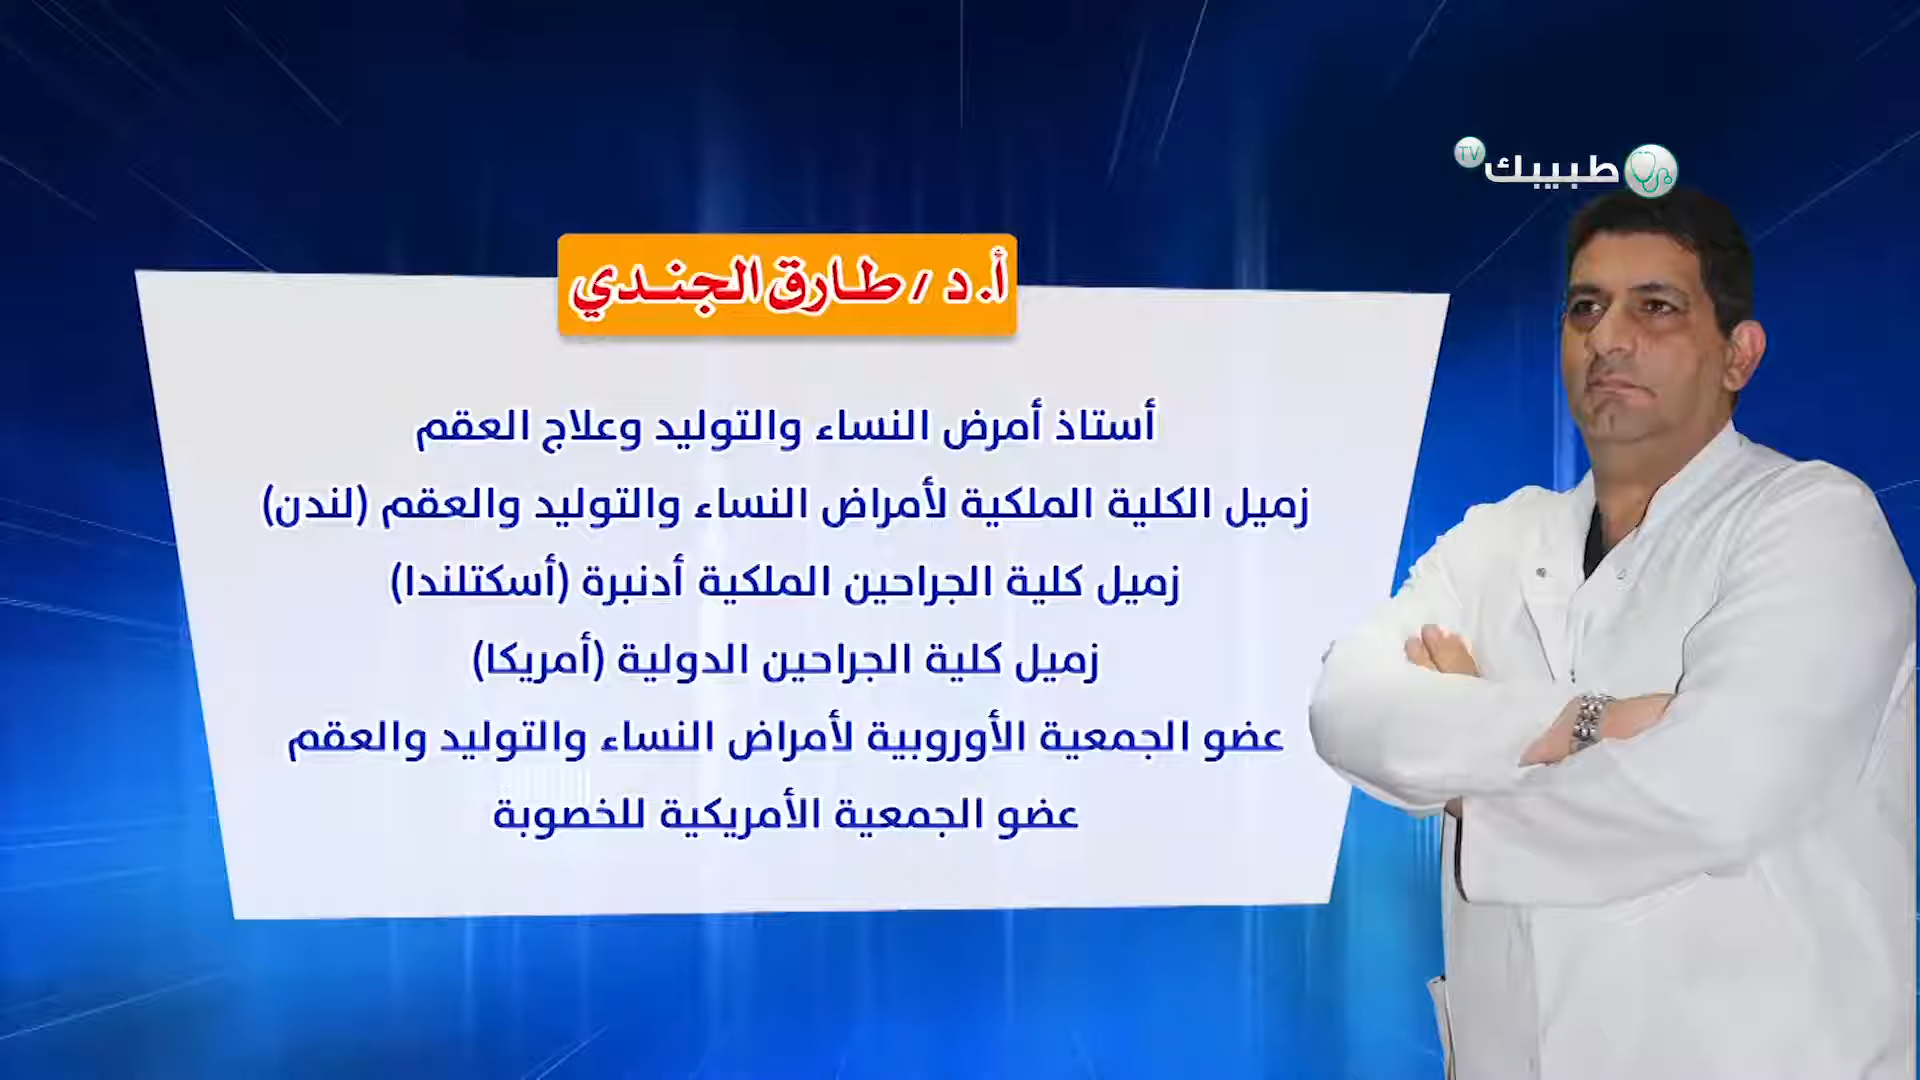 طبيبك TV
أ. د / طارق الجندي
أستاذ أمرض النساء والتوليد وعلاج العقم
زميل الكلية الملكية لأمراض النساء والتوليد والعقم (لندن)
زميل كلية الجراحين الملكية أدنبرة (أسكتلندا)
زميل كلية الجراحين الدولية (أمريكا)
عضو الجمعية الأوروبية لأمراض النساء والتوليد والعقم
عضو الجمعية الأمريكية للخصوبة